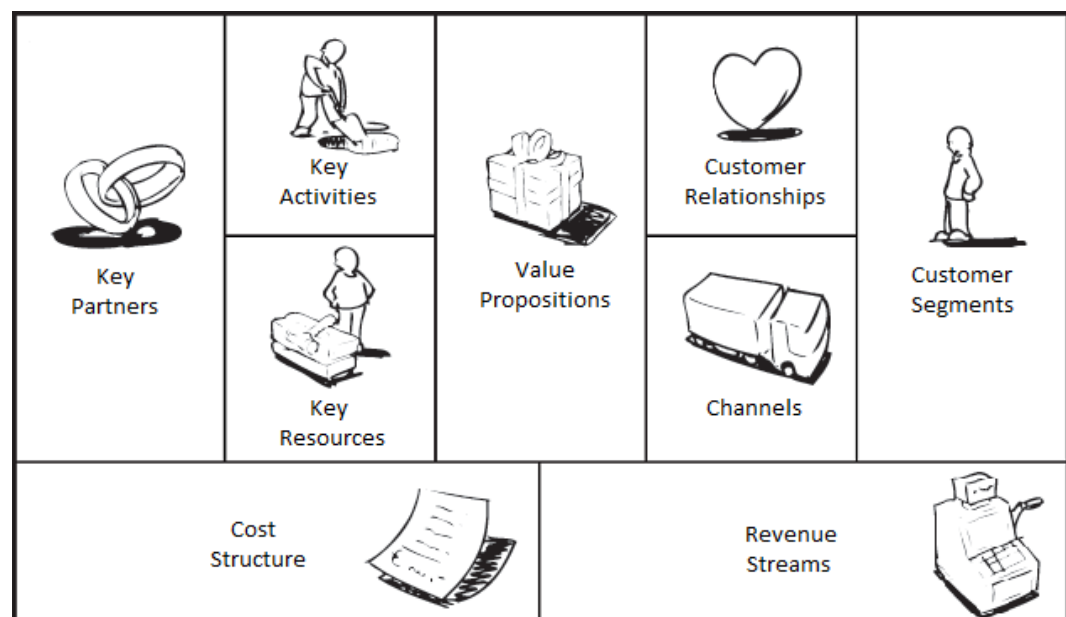 Key
Partners
Key
Activities
Key
Resources
Value
Propositions
Customer
Relationships
Channels
Customer
Segments
Cost
Structure
Revenue
Streams